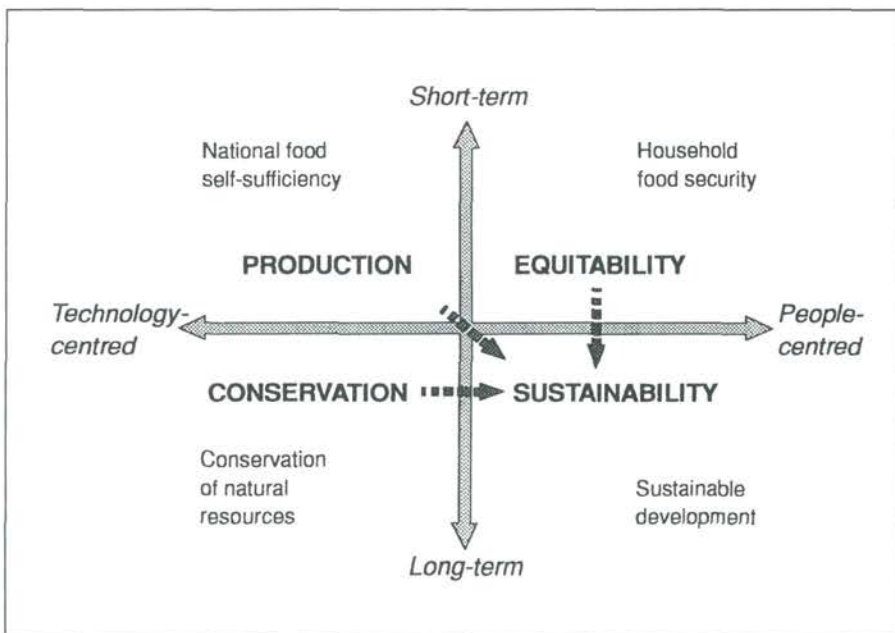 Short-term
National food
self-sufficiency
Household
food security
PRODUCTION
EQUITABILITY
Technology-
centred
People-
centred
CONSERVATION
SUSTAINABILITY
Conservation
of natural
resources
Sustainable
development
Long-term